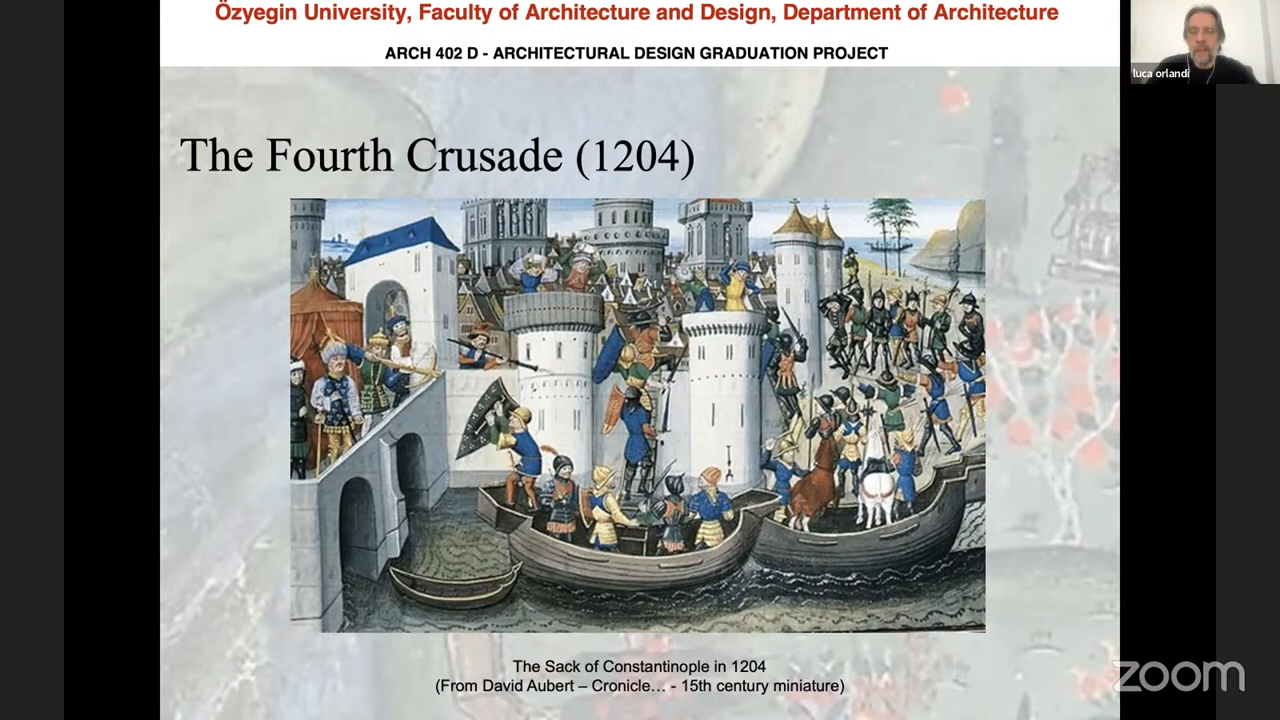 Özyegin University, Faculty of Architecture and Design, Department of Architecture
ARCH 402 D - ARCHITECTURAL DESIGN GRADUATION PROJECT
luca orlandi
The Fourth Crusade (1204)
The Sack of Constantinople in 1204
(From David Aubert – Cronicle… - 15th century miniature)
zoom